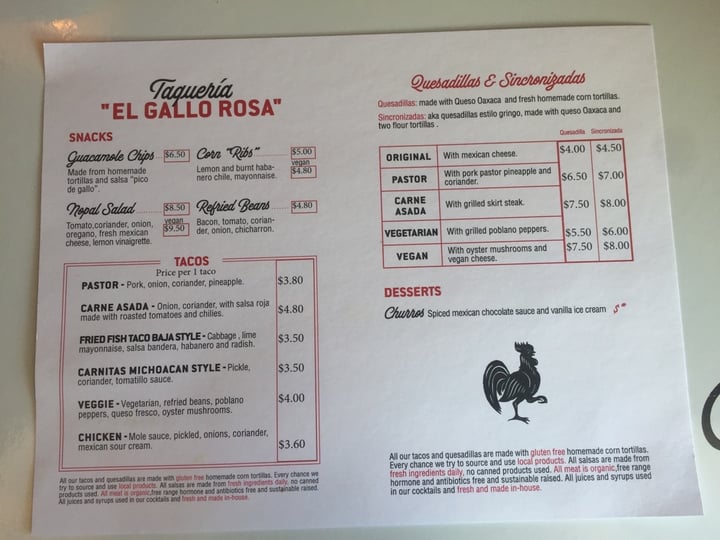 Taquería
"EL GALLO ROSA"
SNACKS
Guacamole Chips $6.50
Made from homemade
tortillas and salsa "pico
de gallo".
Corn "Ribs" $5.00
vegan
$4.80
Lemon and burnt haba-
nero chile, mayonnaise.
Nopal Salad $8.50
vegan
$9.50
Tomato,coriander, onion,
oregano, fresh mexican
cheese, lemon vinaigrette.
Refried Beans $4.80
Bacon, tomato, corian-
der, onion, chicharron.
TACOS
Price per 1 taco
PASTOR - Pork, onion, coriander, pineapple. $3.80
CARNE ASADA - Onion, coriander, with salsa roja
made with roasted tomatoes and chilies. $4.80
FRIED FISH TACO BAJA STYLE - Cabbage , lime
mayonnaise, salsa bandera, habanero and radish. $3.50
CARNITAS MICHOACAN STYLE - Pickle,
coriander, tomatillo sauce. $3.50
VEGGIE - Vegetarian, refried beans, poblano
peppers, queso fresco, oyster mushrooms. $4.00
CHICKEN - Mole sauce, pickled, onions, coriander,
mexican sour cream. $3.60
All our tacos and quesadillas are made with gluten free homemade corn tortillas. Every chance we
try to source and use local products. All salsas are made from fresh ingredients daily, no canned
products used. All meat is organic,free range hormone and antibiotics free and sustainable raised.
All juices and syrups used in our cocktails and fresh and made in-house.
Quesadillas & Sincronizadas
Quesadillas: made with Queso Oaxaca and fresh homemade corn tortillas.
Sincronizadas: aka quesadillas estilo gringo, made with queso Oaxaca and
two flour tortillas .
Quesadilla Sincronizada
ORIGINAL With mexican cheese. $4.00 $4.50
PASTOR With pork pastor pineapple and
coriander. $6.50 $7.00
CARNE
ASADA With grilled skirt steak. $7.50 $8.00
VEGETARIAN With grilled poblano peppers. $5.50 $6.00
VEGAN With oyster mushrooms and
vegan cheese. $7.50 $8.00
DESSERTS
Churros Spiced mexican chocolate sauce and vanilla ice cream
All our tacos and quesadillas are made with gluten free homemade corn tortillas.
Every chance we try to source and use local products. All salsas are made from
fresh ingredients daily, no canned products used. All meat is organic,free range
hormone and antibiotics free and sustainable raised. All juices and syrups used
in our cocktails and fresh and made in-house.